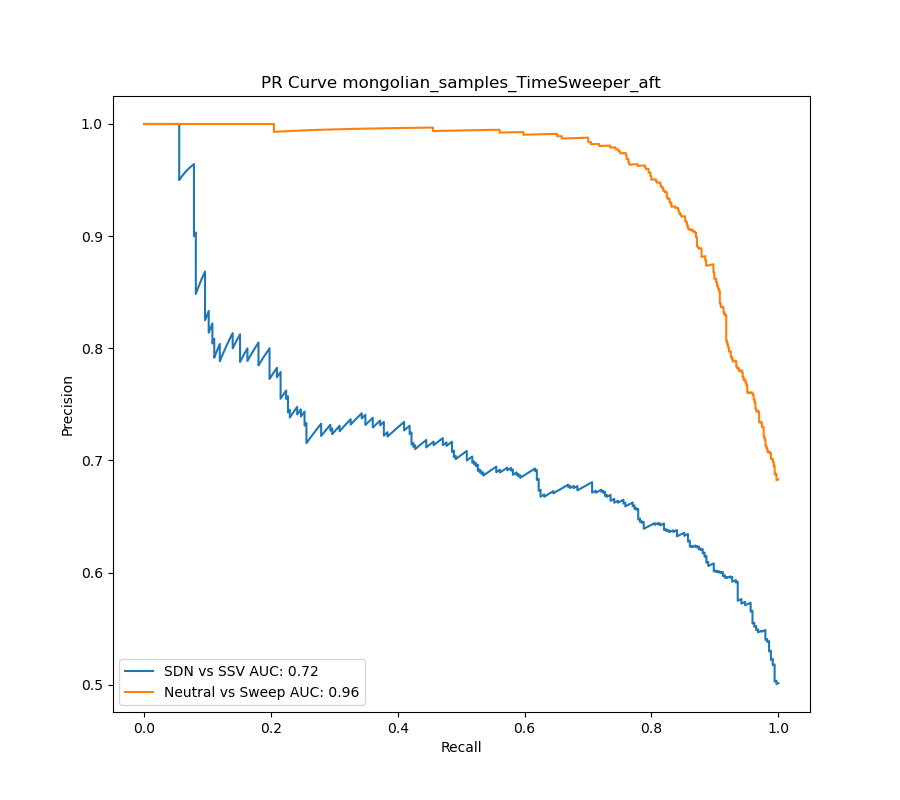 PR Curve mongolian_samples_TimeSweeper_aft
1.0
0.9
0.8
0.7
0.6
0.5
Precision
SDN vs SSV AUC: 0.72
Neutral vs Sweep AUC: 0.96
0.0 0.2 0.4 0.6 0.8 1.0
Recall